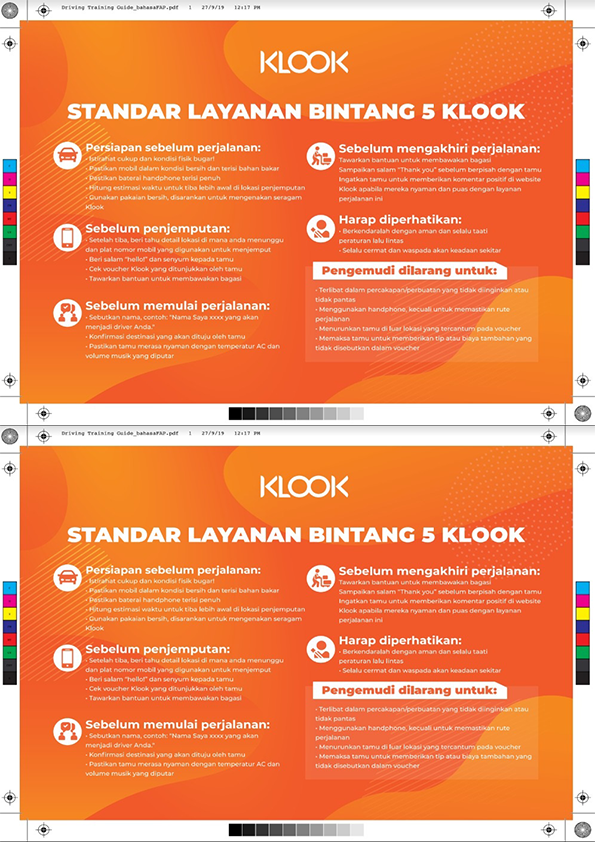 Driving Training Guide_bahasaFAP.pdf 1 27/9/19 12:17 PM
KLOOK
STANDAR LAYANAN BINTANG 5 KLOOK
Persiapan sebelum perjalanan:
- Istirahat cukup dan kondisi fisik bugar!
- Pastikan mobil dalam kondisi bersih dan terisi bahan bakar
- Pastikan baterai handphone terisi penuh
- Hitung estimasi waktu untuk tiba lebih awal di lokasi penjemputan
- Gunakan pakaian bersih, disarankan untuk mengenakan seragam
Klook
Sebelum penjemputan:
- Setelah tiba, beri tahu detail lokasi di mana anda menunggu
dan plat nomor mobil yang digunakan untuk menjemput
- Beri salam "hello!" dan senyum kepada tamu
- Cek voucher Klook yang ditunjukkan oleh tamu
- Tawarkan bantuan untuk membawakan bagasi
Sebelum memulai perjalanan:
- Sebutkan nama, contoh: "Nama Saya xxxx yang akan
menjadi driver Anda."
- Konfirmasi destinasi yang akan dituju oleh tamu
- Pastikan tamu merasa nyaman dengan temperatur AC dan
volume musik yang diputar
Sebelum mengakhiri perjalanan:
Tawarkan bantuan untuk membawakan bagasi
Sampaikan salam "Thank you" sebelum berpisah dengan tamu
Ingatkan tamu untuk memberikan komentar positif di website
Klook apabila mereka nyaman dan puas dengan layanan
perjalanan ini
Harap diperhatikan:
- Berkendaralah dengan aman dan selalu taati
peraturan lalu lintas
- Selalu cermat dan waspada akan keadaan sekitar
Pengemudi dilarang untuk:
- Terlibat dalam percakapan/perbuatan yang tidak diinginkan atau
tidak pantas
- Menggunakan handphone, kecuali untuk memastikan rute
perjalanan
- Menurunkan tamu di luar lokasi yang tercantum pada voucher
- Memaksa tamu untuk memberikan tip atau biaya tambahan yang
tidak disebutkan dalam voucher
Driving Training Guide_bahasaFAP.pdf 1 27/9/19 12:17 PM
KLOOK
STANDAR LAYANAN BINTANG 5 KLOOK
Persiapan sebelum perjalanan:
- Istirahat cukup dan kondisi fisik bugar!
- Pastikan mobil dalam kondisi bersih dan terisi bahan bakar
- Pastikan baterai handphone terisi penuh
- Hitung estimasi waktu untuk tiba lebih awal di lokasi penjemputan
- Gunakan pakaian bersih, disarankan untuk mengenakan seragam
Klook
Sebelum penjemputan:
- Setelah tiba, beri tahu detail lokasi di mana anda menunggu
dan plat nomor mobil yang digunakan untuk menjemput
- Beri salam "hello!" dan senyum kepada tamu
- Cek voucher Klook yang ditunjukkan oleh tamu
- Tawarkan bantuan untuk membawakan bagasi
Sebelum memulai perjalanan:
- Sebutkan nama, contoh: "Nama Saya xxxx yang akan
menjadi driver Anda."
- Konfirmasi destinasi yang akan dituju oleh tamu
- Pastikan tamu merasa nyaman dengan temperatur AC dan
volume musik yang diputar
Sebelum mengakhiri perjalanan:
Tawarkan bantuan untuk membawakan bagasi
Sampaikan salam "Thank you" sebelum berpisah dengan tamu
Ingatkan tamu untuk memberikan komentar positif di website
Klook apabila mereka nyaman dan puas dengan layanan
perjalanan ini
Harap diperhatikan:
- Berkendaralah dengan aman dan selalu taati
peraturan lalu lintas
- Selalu cermat dan waspada akan keadaan sekitar
Pengemudi dilarang untuk:
- Terlibat dalam percakapan/perbuatan yang tidak diinginkan atau
tidak pantas
- Menggunakan handphone, kecuali untuk memastikan rute
perjalanan
- Menurunkan tamu di luar lokasi yang tercantum pada voucher
- Memaksa tamu untuk memberikan tip atau biaya tambahan yang
tidak disebutkan dalam voucher